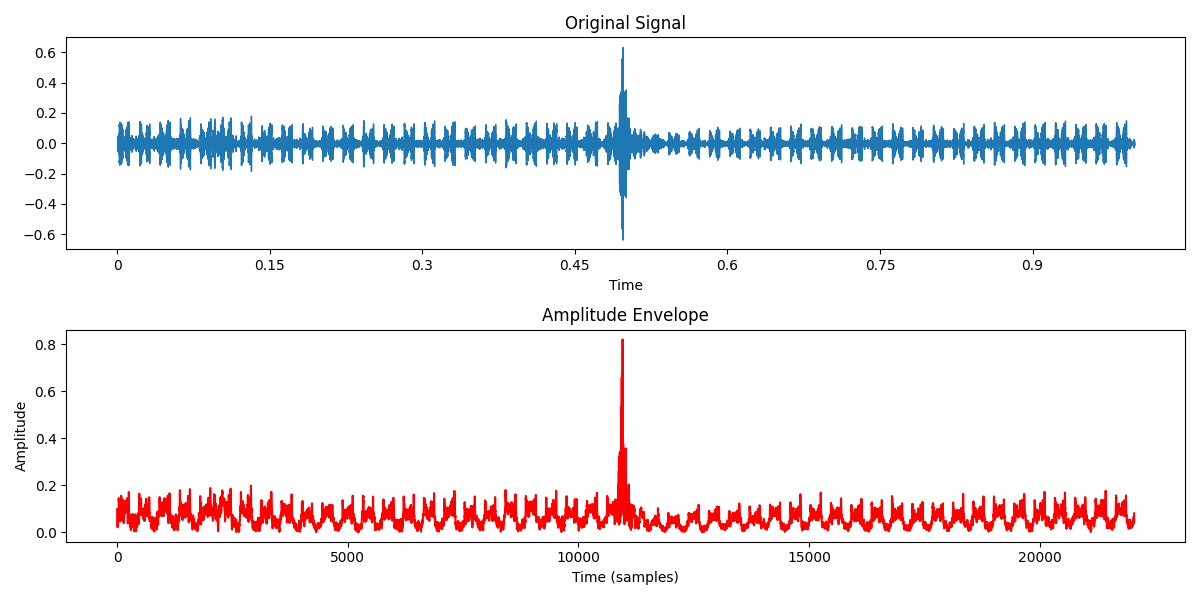 Original Signal
0.6
0.4
0.2
0.0
−0.2
−0.4
−0.6
0 0.15 0.3 0.45 0.6 0.75 0.9
Time
Amplitude Envelope
Amplitude
0.8
0.6
0.4
0.2
0.0
0 5000 10000 15000 20000
Time (samples)